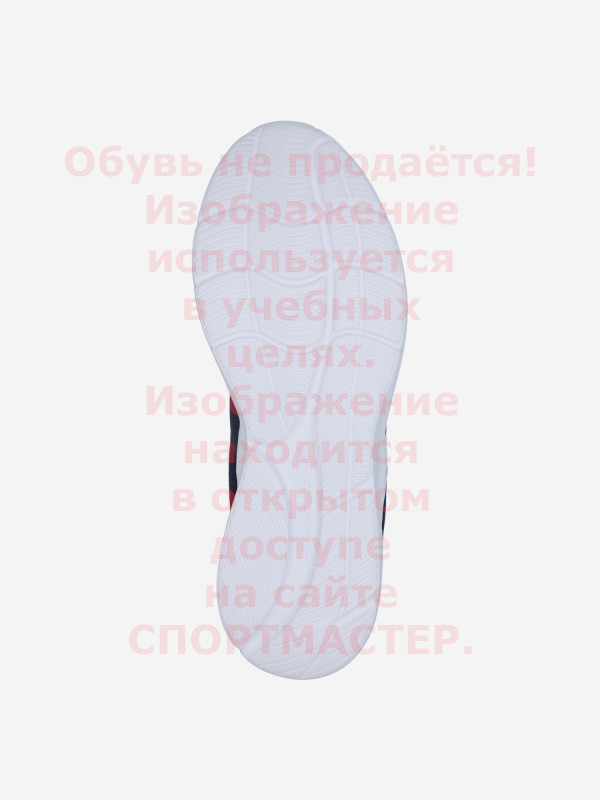 Обувь не продаётся!
Изображение
используется
в учебных
целях.
Изображение
находится
в открытом
доступе
на сайте
СПОРТМАСТЕР.